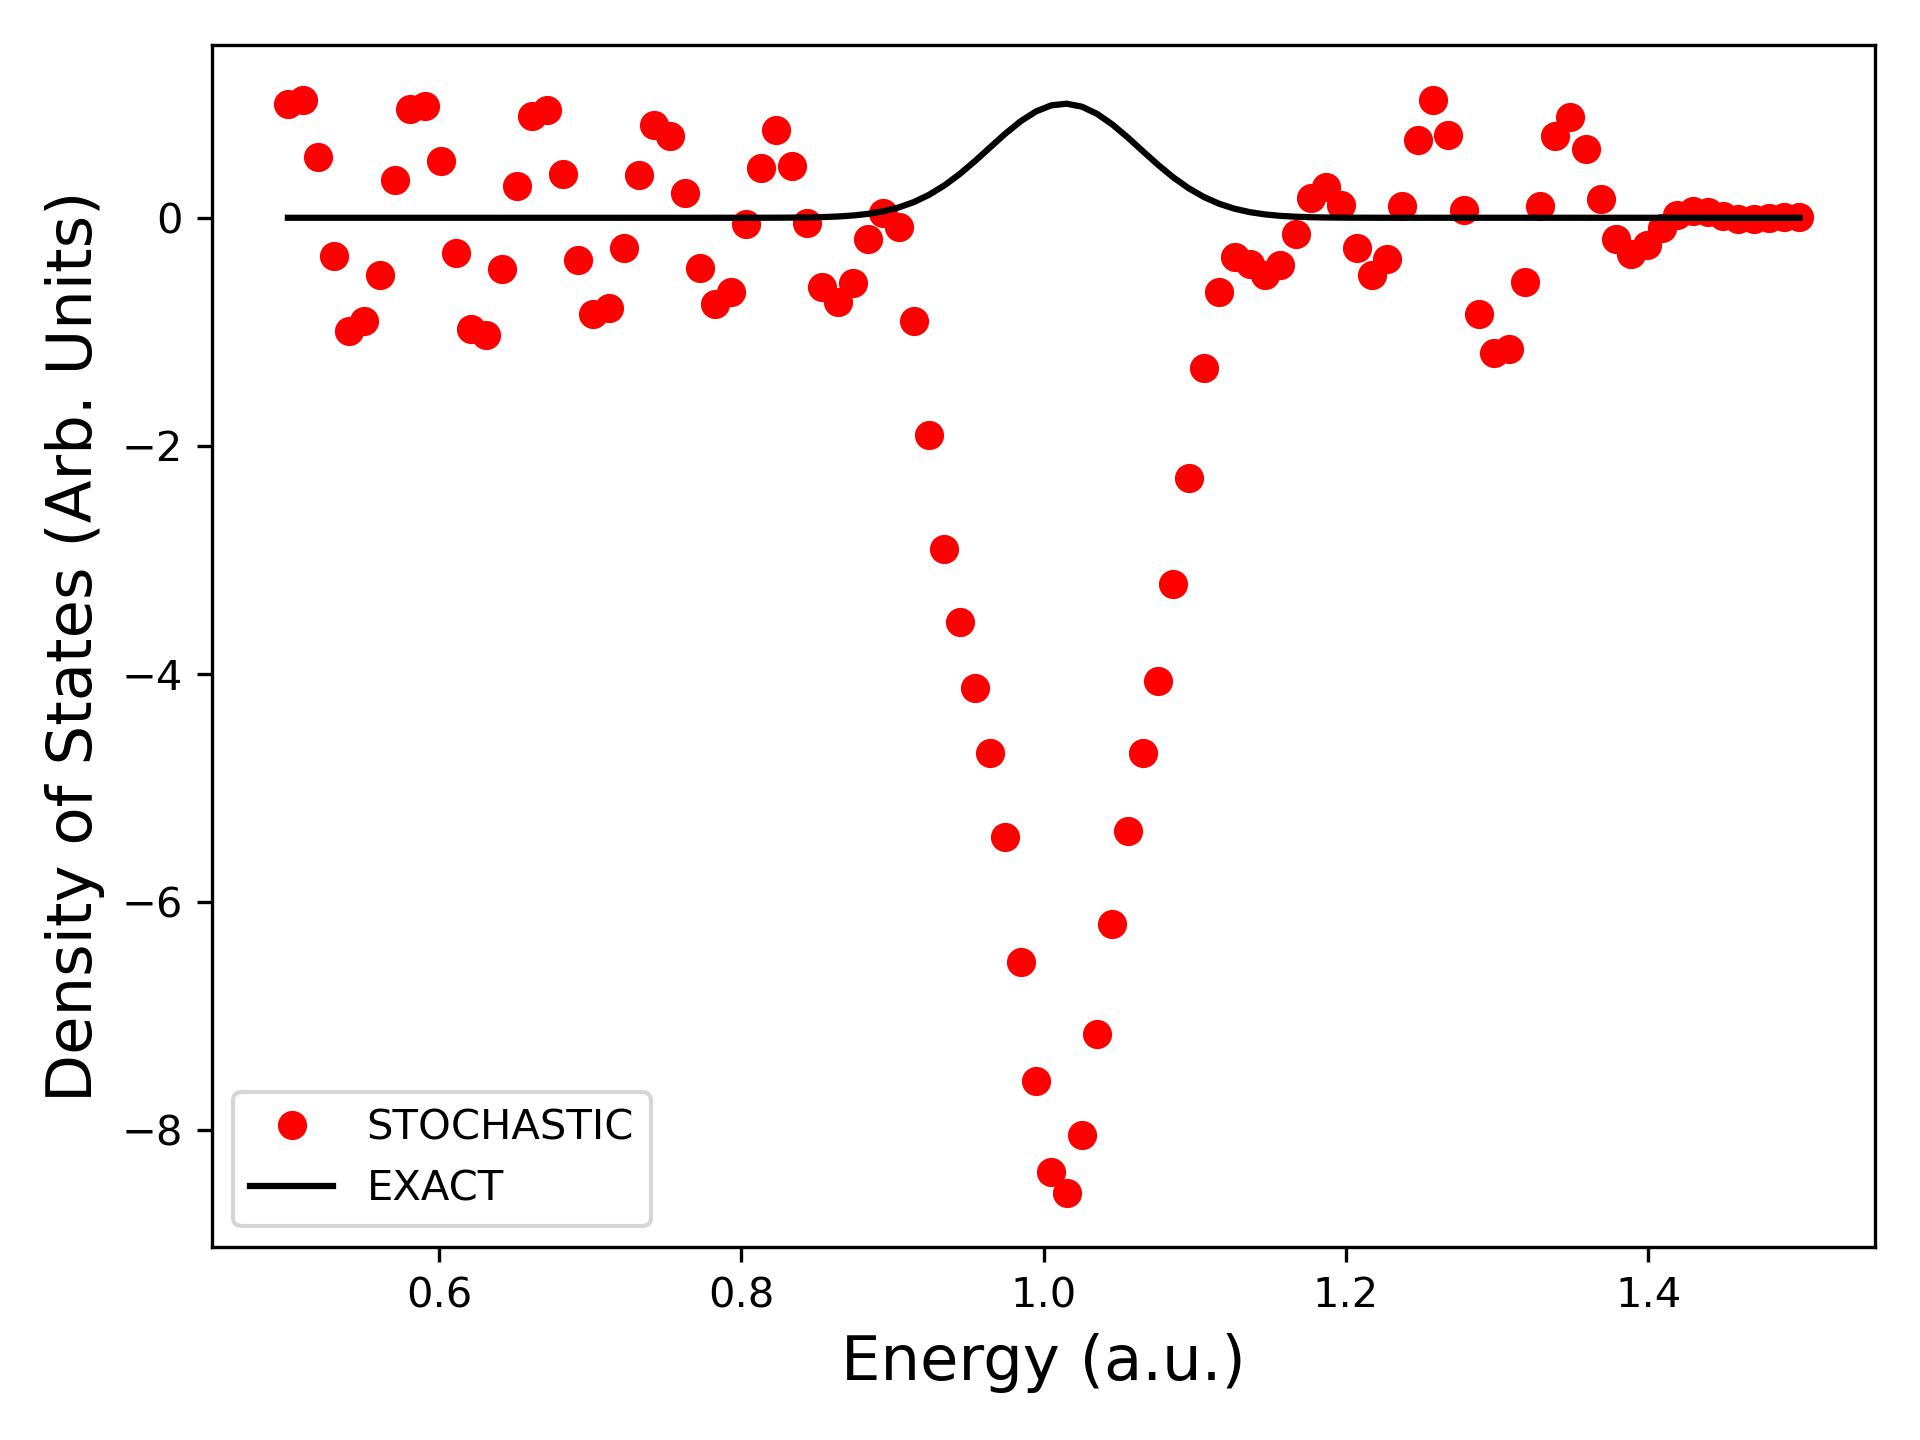 Density of States (Arb. Units)
0
−2
−4
−6
−8
STOCHASTIC
EXACT
0.6 0.8 1.0 1.2 1.4
Energy (a.u.)